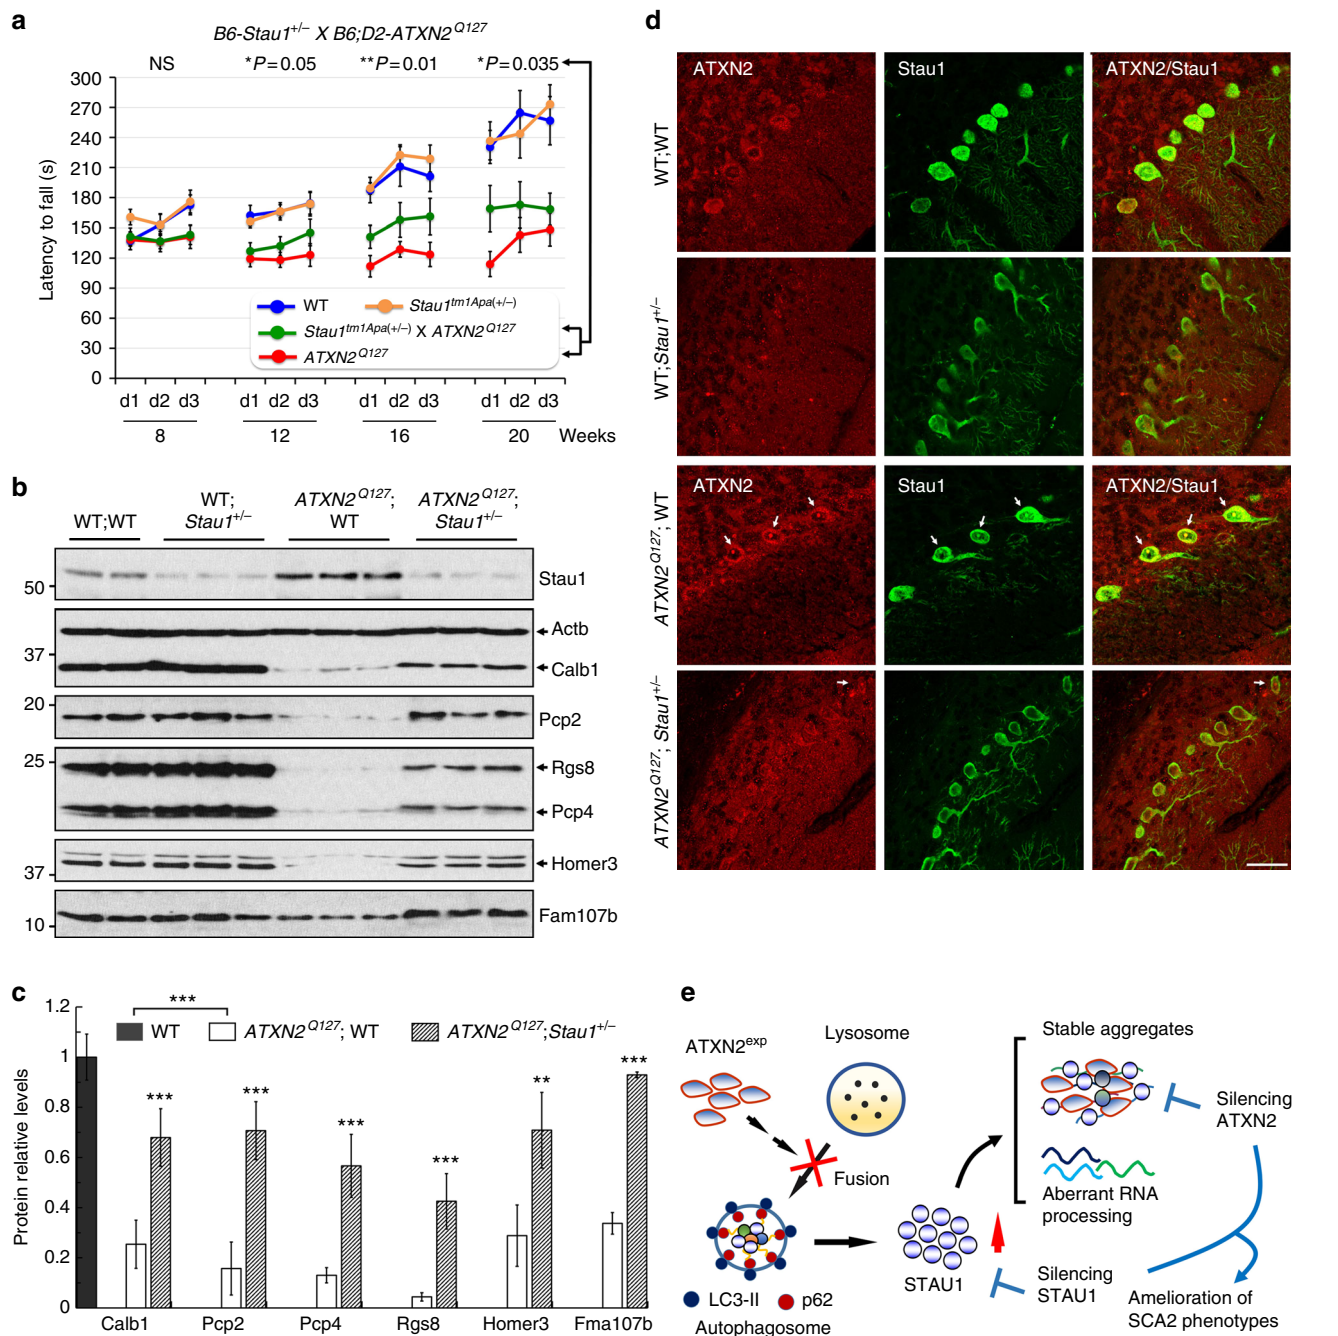 a
B6-Stau1+/− X B6;D2-ATXN2Q127
NS
*P=0.05
**P=0.01
*P=0.035
Latency to fall (s)
300
270
240
210
180
150
120
90
60
30
0
WT
Stau1tm1Apa(+/−)
Stau1tm1Apa(+/−) X ATXN2Q127
ATXN2Q127
d1 d2 d3 d1 d2 d3 d1 d2 d3 d1 d2 d3
8 12 16 20 Weeks
b
WT;WT
WT;
Stau1+/−
ATXN2Q127;
WT
ATXN2Q127;
Stau1+/−
50
Stau1
Actb
37
Calb1
20
Pcp2
25
Rgs8
Pcp4
Homer3
37
Fam107b
10
c
Protein relative levels
1.2
1
0.8
0.6
0.4
0.2
0
***
WT
ATXN2Q127; WT
ATXN2Q127;Stau1+/−
***
***
***
***
**
***
Calb1 Pcp2 Pcp4 Rgs8 Homer3 Fma107b
d
ATXN2
Stau1
ATXN2/Stau1
WT;WT
WT;Stau1+/−
ATXN2
Stau1
ATXN2/Stau1
ATXN2Q127; WT
ATXN2Q127; Stau1+/−
e
ATXN2exp
Lysosome
Fusion
LC3-II
p62
Autophagosome
STAU1
Stable aggregates
Aberrant RNA
processing
Silencing
ATXN2
Silencing
STAU1
Amelioration of
SCA2 phenotypes